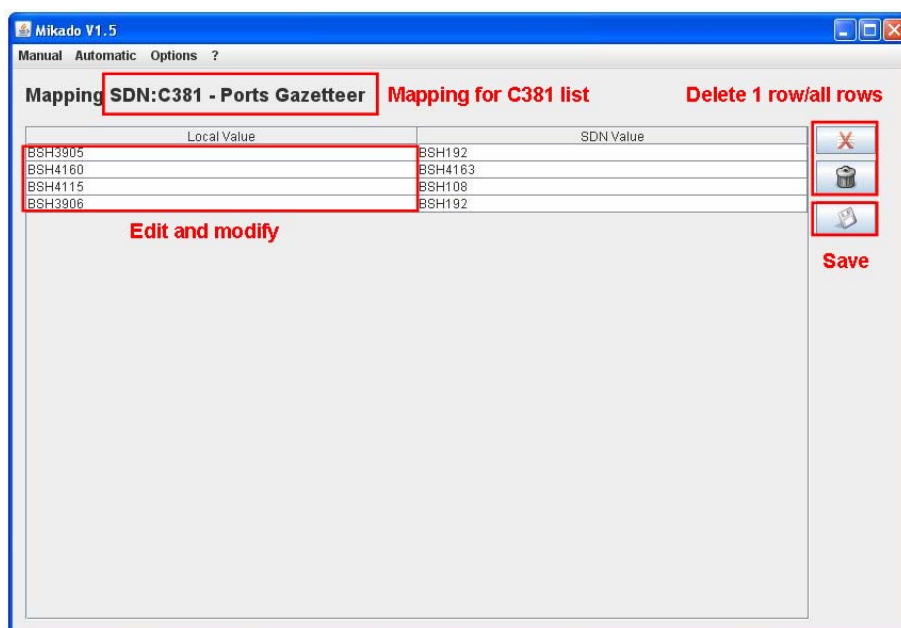 Mikado V1.5
Manual Automatic Options ?
Mapping SDN:C381 - Ports Gazetteer Mapping for C381 list Delete 1 row/all rows
Local Value SDN Value
BSH3905 BSH192
BSH4160 BSH4163
BSH4115 BSH108
BSH3906 BSH192
Edit and modify
Save